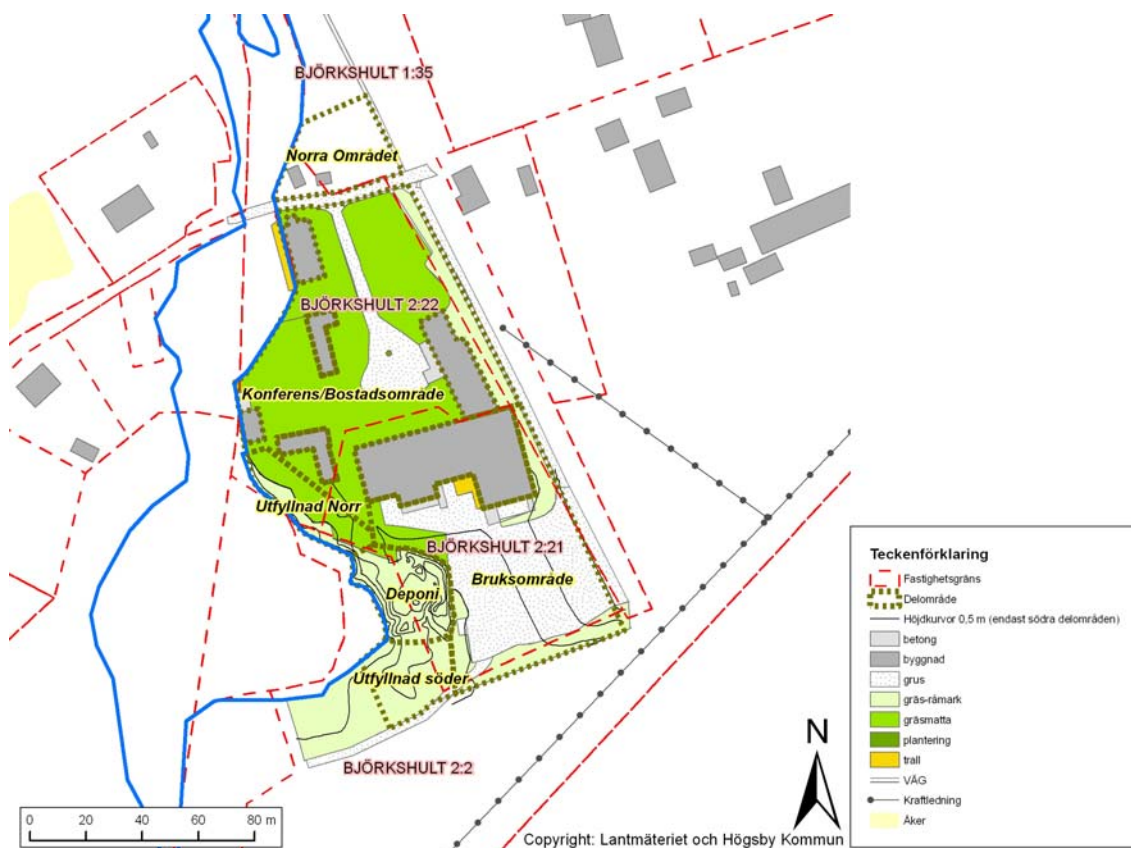 BJÖRKSHULT 1:35
Norra Området
BJÖRKSHULT 2:22
Konferens/Bostadsområde
Utfyllnad Norr
BJÖRKSHULT 2:21
Bruksområde
Deponi
Utfyllnad söder
BJÖRKSHULT 2:2
N
0 20 40 60 80 m
Copyright: Lantmäteriet och Högsby Kommun
Teckenförklaring
Fastighetsgräns
Delområde
Höjdkurvor 0,5 m (endast södra delområden)
betong
byggnad
grus
gräs-råmark
gräsmatta
plantering
trall
VÄG
Kraftledning
Åker